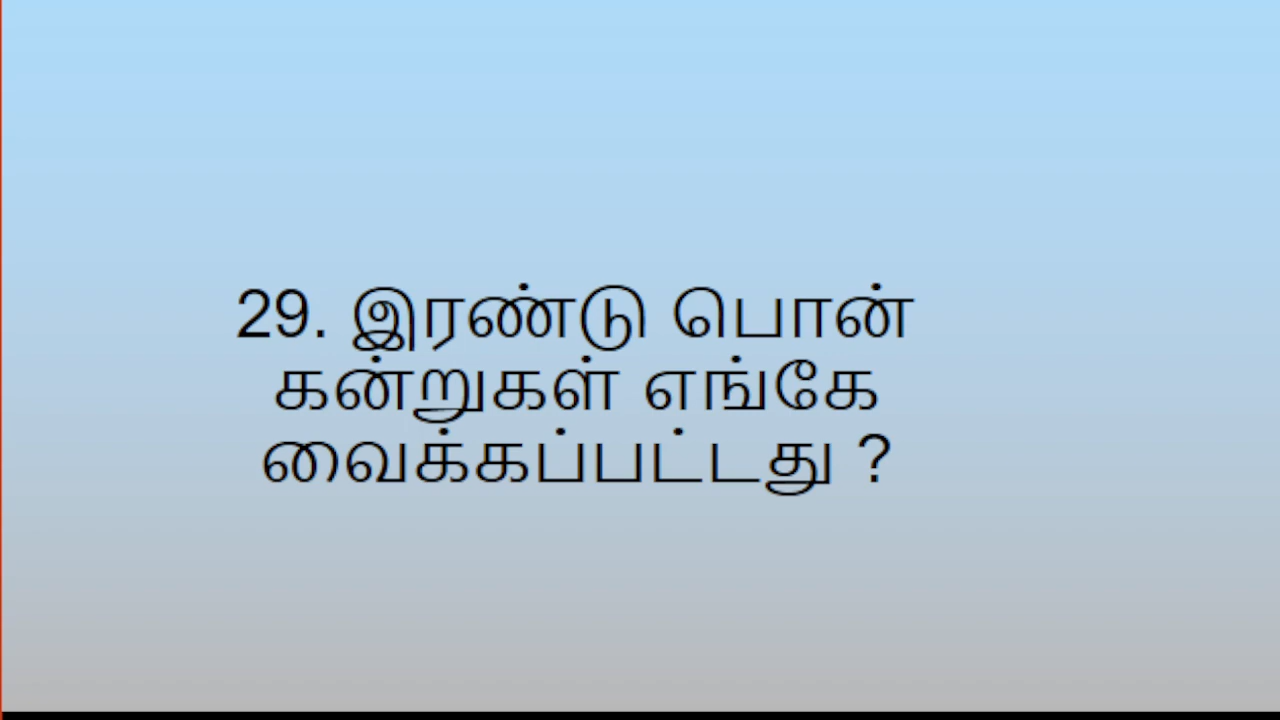 29. இரண்டு பொன்
கன்றுகள் எங்கே
வைக்கப்பட்டது ?